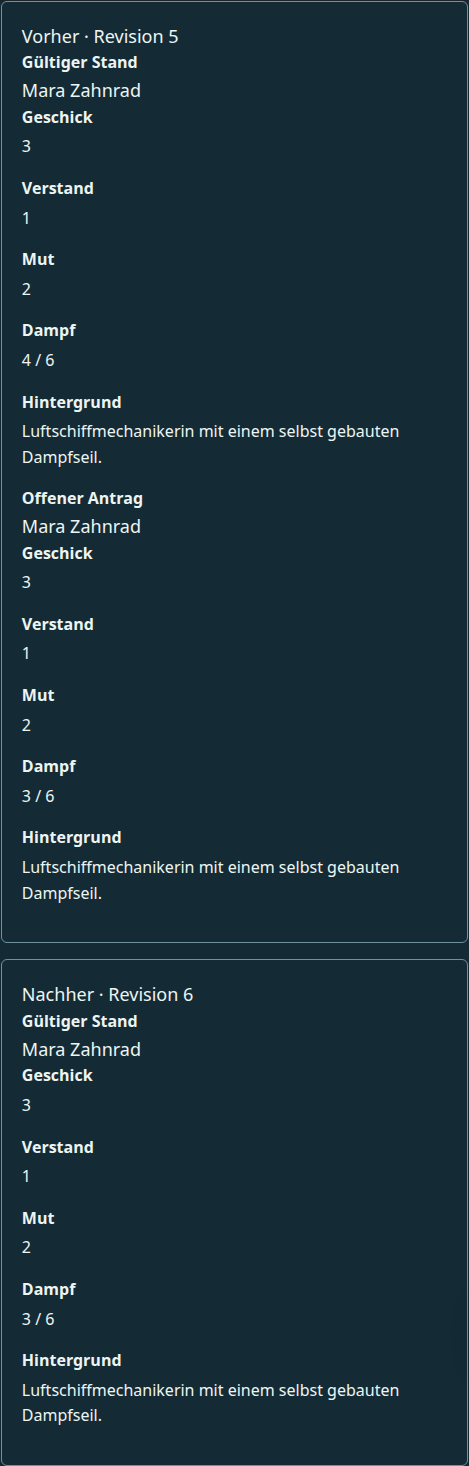 Vorher · Revision 5
Gültiger Stand
Mara Zahnrad
Geschick
3
Verstand
1
Mut
2
Dampf
4 / 6
Hintergrund
Luftschiffmechanikerin mit einem selbst gebauten
Dampfseil.
Offener Antrag
Mara Zahnrad
Geschick
3
Verstand
1
Mut
2
Dampf
3 / 6
Hintergrund
Luftschiffmechanikerin mit einem selbst gebauten
Dampfseil.
Nachher · Revision 6
Gültiger Stand
Mara Zahnrad
Geschick
3
Verstand
1
Mut
2
Dampf
3 / 6
Hintergrund
Luftschiffmechanikerin mit einem selbst gebauten
Dampfseil.